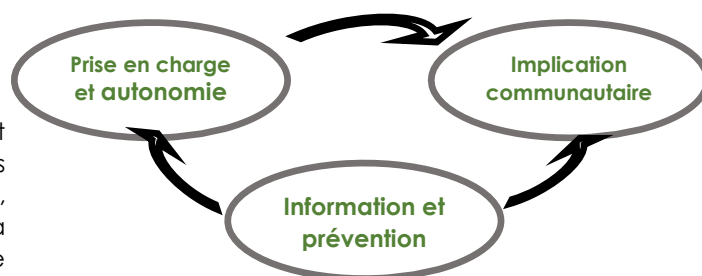 Prise en charge
et autonomie
Implication
communautaire
Information et
prévention
t
s
,
a
e